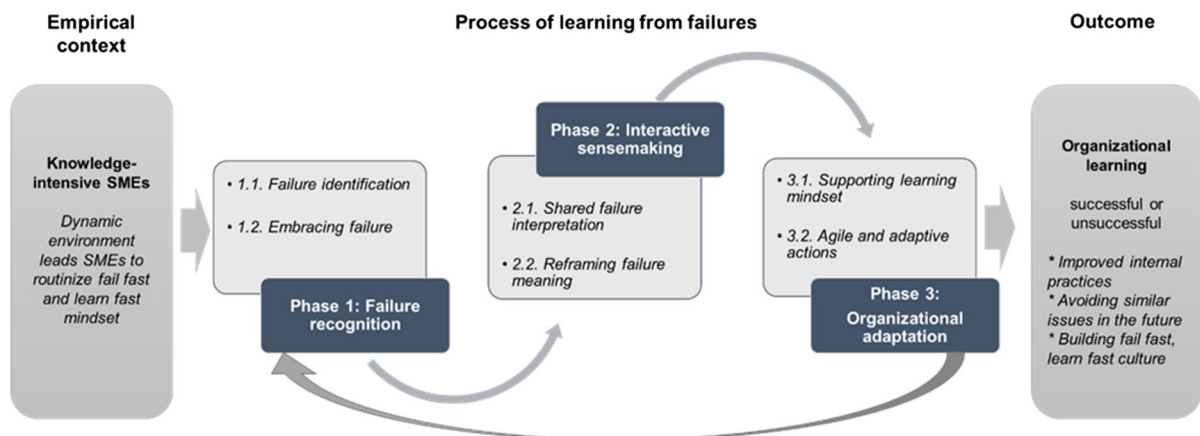 Empirical
context
Process of learning from failures
Outcome
Knowledge-
intensive SMEs
Dynamic
environment
leads SMEs to
routinize fail fast
and learn fast
mindset
• 1.1. Failure identification
• 1.2. Embracing failure
Phase 1: Failure
recognition
Phase 2: Interactive
sensemaking
• 2.1. Shared failure
interpretation
• 2.2. Reframing failure
meaning
• 3.1. Supporting learning
mindset
• 3.2. Agile and adaptive
actions
Phase 3:
Organizational
adaptation
Organizational
learning
successful or
unsuccessful
* Improved internal
practices
* Avoiding similar
issues in the future
* Building fail fast,
learn fast culture